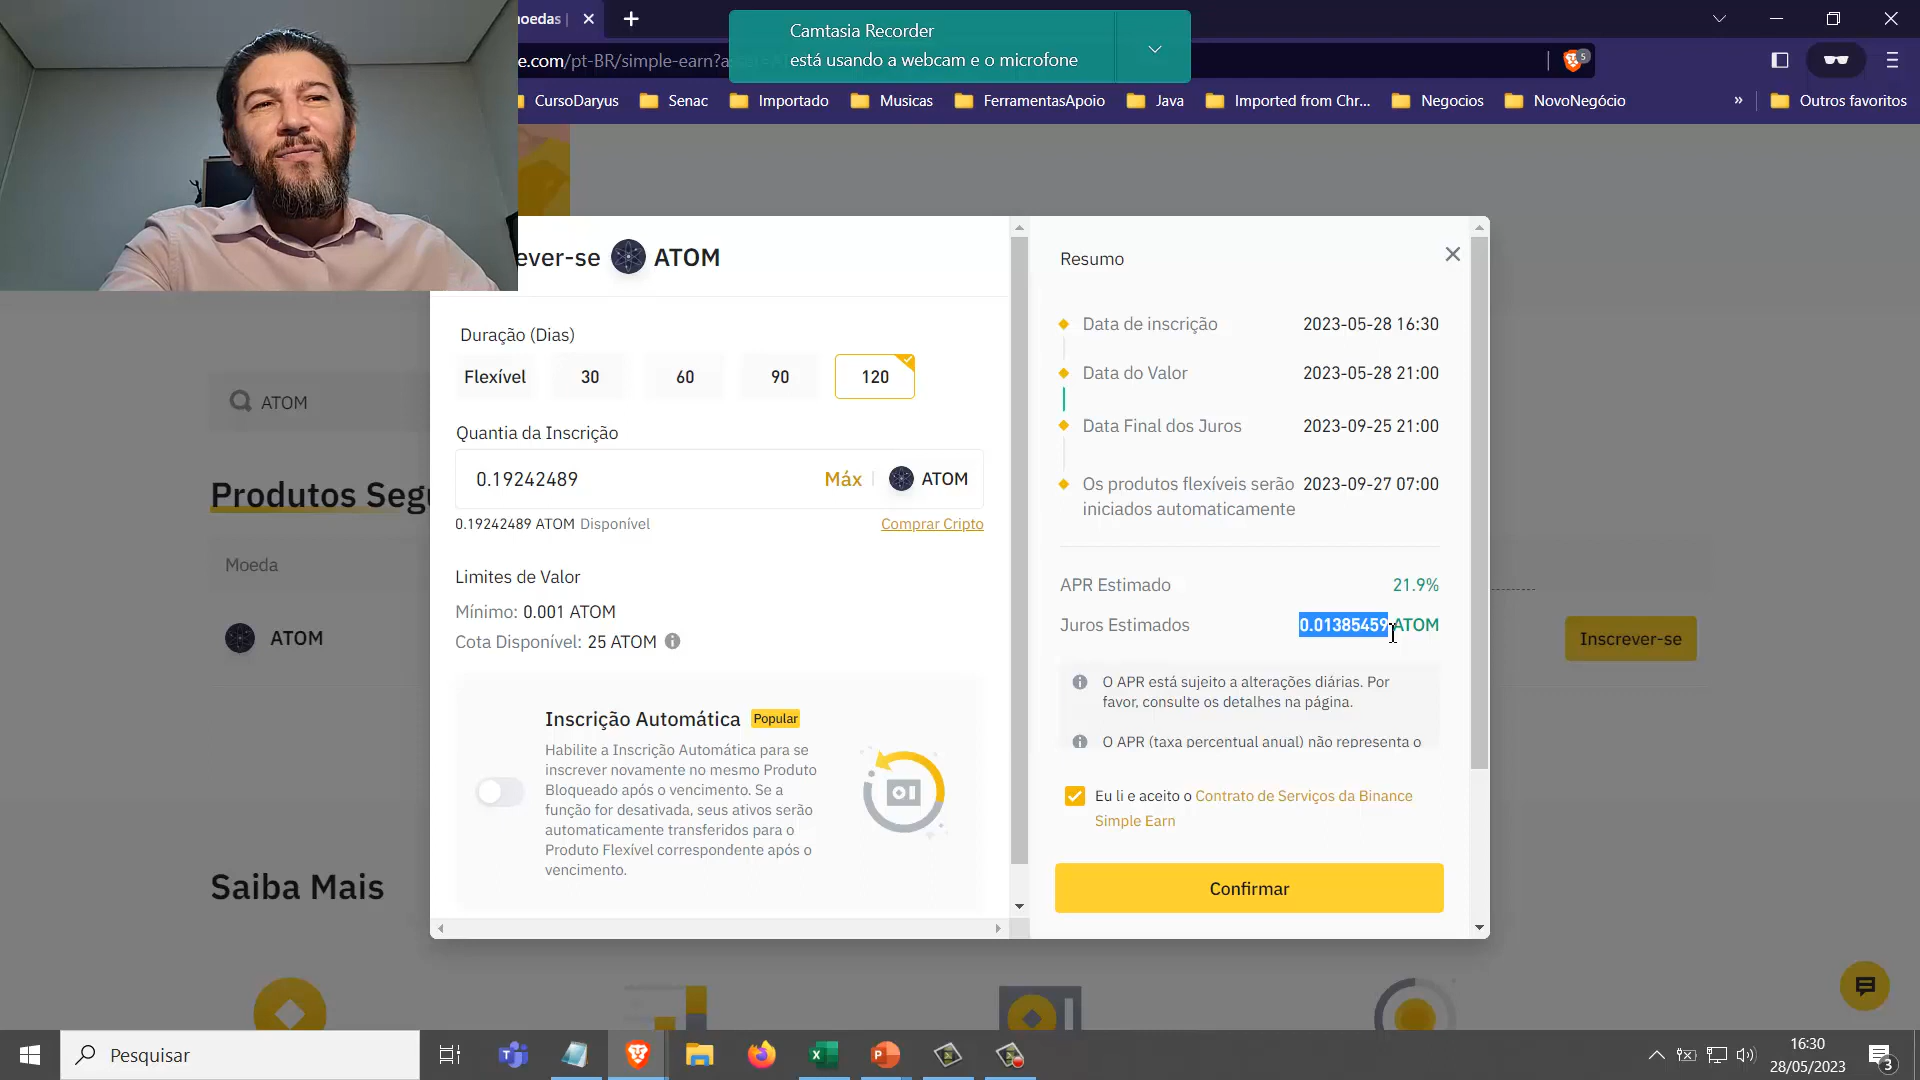 moedas |
Camtasia Recorder
está usando a webcam e o microfone
e.com/pt-BR/simple-earn?a
5
CursoDaryus
Senac
Importado
Musicas
FerramentasApoio
Java
Imported from Chr...
Negocios
NovoNegócio
»
Outros favoritos
ever-se ATOM
Duração (Dias)
Flexível
30
60
90
120
Quantia da Inscrição
0.19242489
Máx
ATOM
0.19242489 ATOM Disponível
Comprar Cripto
Limites de Valor
Mínimo: 0.001 ATOM
Cota Disponível: 25 ATOM
Inscrição Automática Popular
Habilite a Inscrição Automática para se
inscrever novamente no mesmo Produto
Bloqueado após o vencimento. Se a
função for desativada, seus ativos serão
automaticamente transferidos para o
Produto Flexível correspondente após o
vencimento.
Resumo
Data de inscrição 2023-05-28 16:30
Data do Valor 2023-05-28 21:00
Data Final dos Juros 2023-09-25 21:00
Os produtos flexíveis serão 2023-09-27 07:00
iniciados automaticamente
APR Estimado 21.9%
Juros Estimados 0.01385459 ATOM
O APR está sujeito a alterações diárias. Por
favor, consulte os detalhes na página.
O APR (taxa percentual anual) não representa o
Eu li e aceito o Contrato de Serviços da Binance
Simple Earn
Confirmar
ATOM
Produtos Segu
Moeda
ATOM
Inscrever-se
Saiba Mais
Pesquisar
16:30
28/05/2023
3